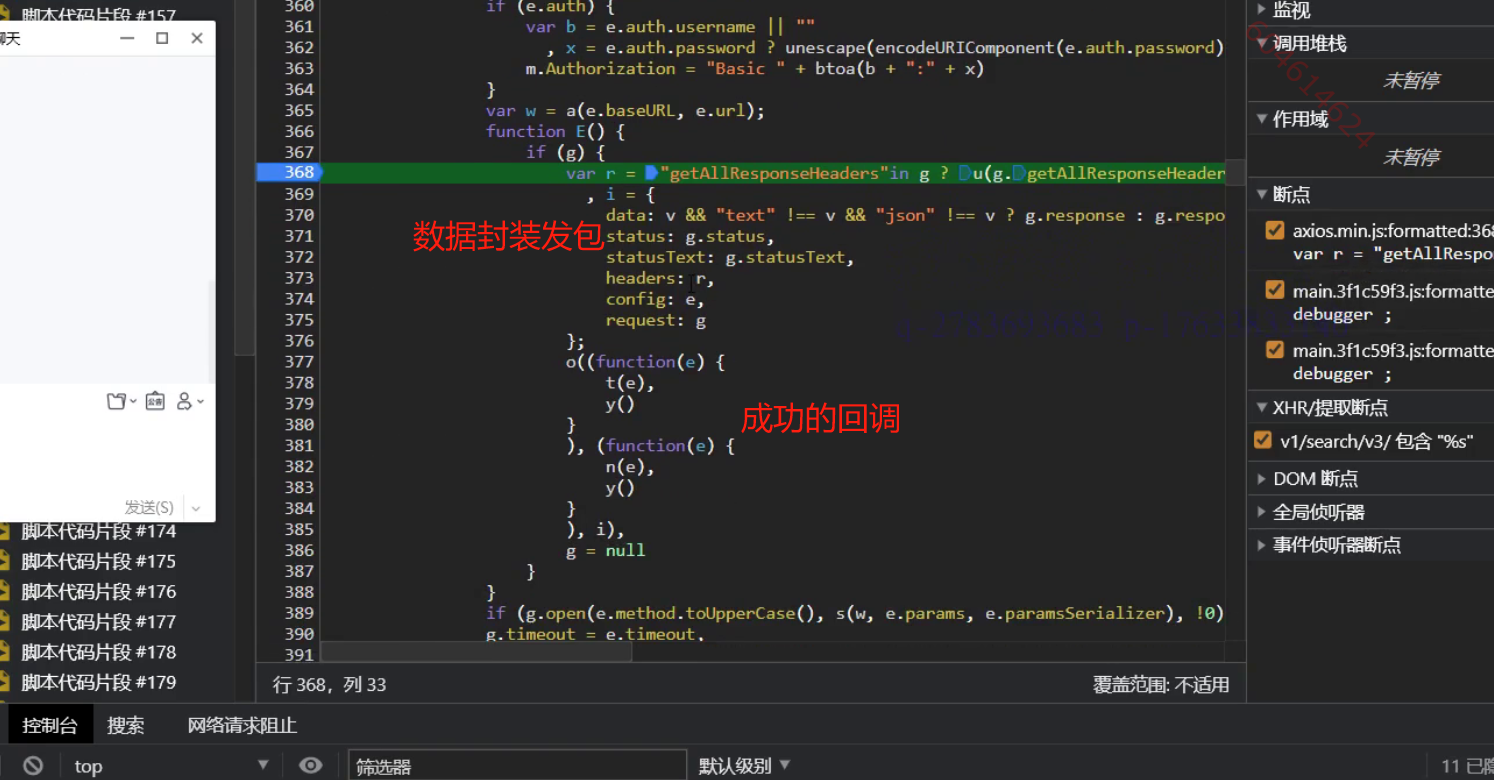 脚本代码片段 #157
聊天
发送(S)
脚本代码片段 #174
脚本代码片段 #175
脚本代码片段 #176
脚本代码片段 #177
脚本代码片段 #178
脚本代码片段 #179
360 if (e.auth) {
361 var b = e.auth.username || ""
362 , x = e.auth.password ? unescape(encodeURIComponent(e.auth.password)
363 m.Authorization = "Basic " + btoa(b + ":" + x)
364 }
365 var w = a(e.baseURL, e.url);
366 function E() {
367 if (g) {
368 var r = "getAllResponseHeaders"in g ? u(g.getAllResponseHeader
369 , i = {
370 data: v && "text" !== v && "json" !== v ? g.response : g.respo
371 status: g.status,
372 statusText: g.statusText,
373 headers: r,
374 config: e,
375 request: g
376 };
377 o((function(e) {
378 t(e),
379 y()
380 }
381 ), (function(e) {
382 n(e),
383 y()
384 }
385 ), i),
386 g = null
387 }
388 }
389 if (g.open(e.method.toUpperCase(), s(w, e.params, e.paramsSerializer), !0)
390 g.timeout = e.timeout,
391
数据封装发包
成功的回调
行 368，列 33
覆盖范围: 不适用
监视
调用堆栈
未暂停
作用域
未暂停
断点
axios.min.js:formatted:368
var r = "getAllRespo
main.3f1c59f3.js:formatte
debugger ;
main.3f1c59f3.js:formatte
debugger ;
XHR/提取断点
v1/search/v3/ 包含 "%s"
DOM 断点
全局侦听器
事件侦听器断点
控制台
搜索
网络请求阻止
top
筛选器
默认级别
11 已隐